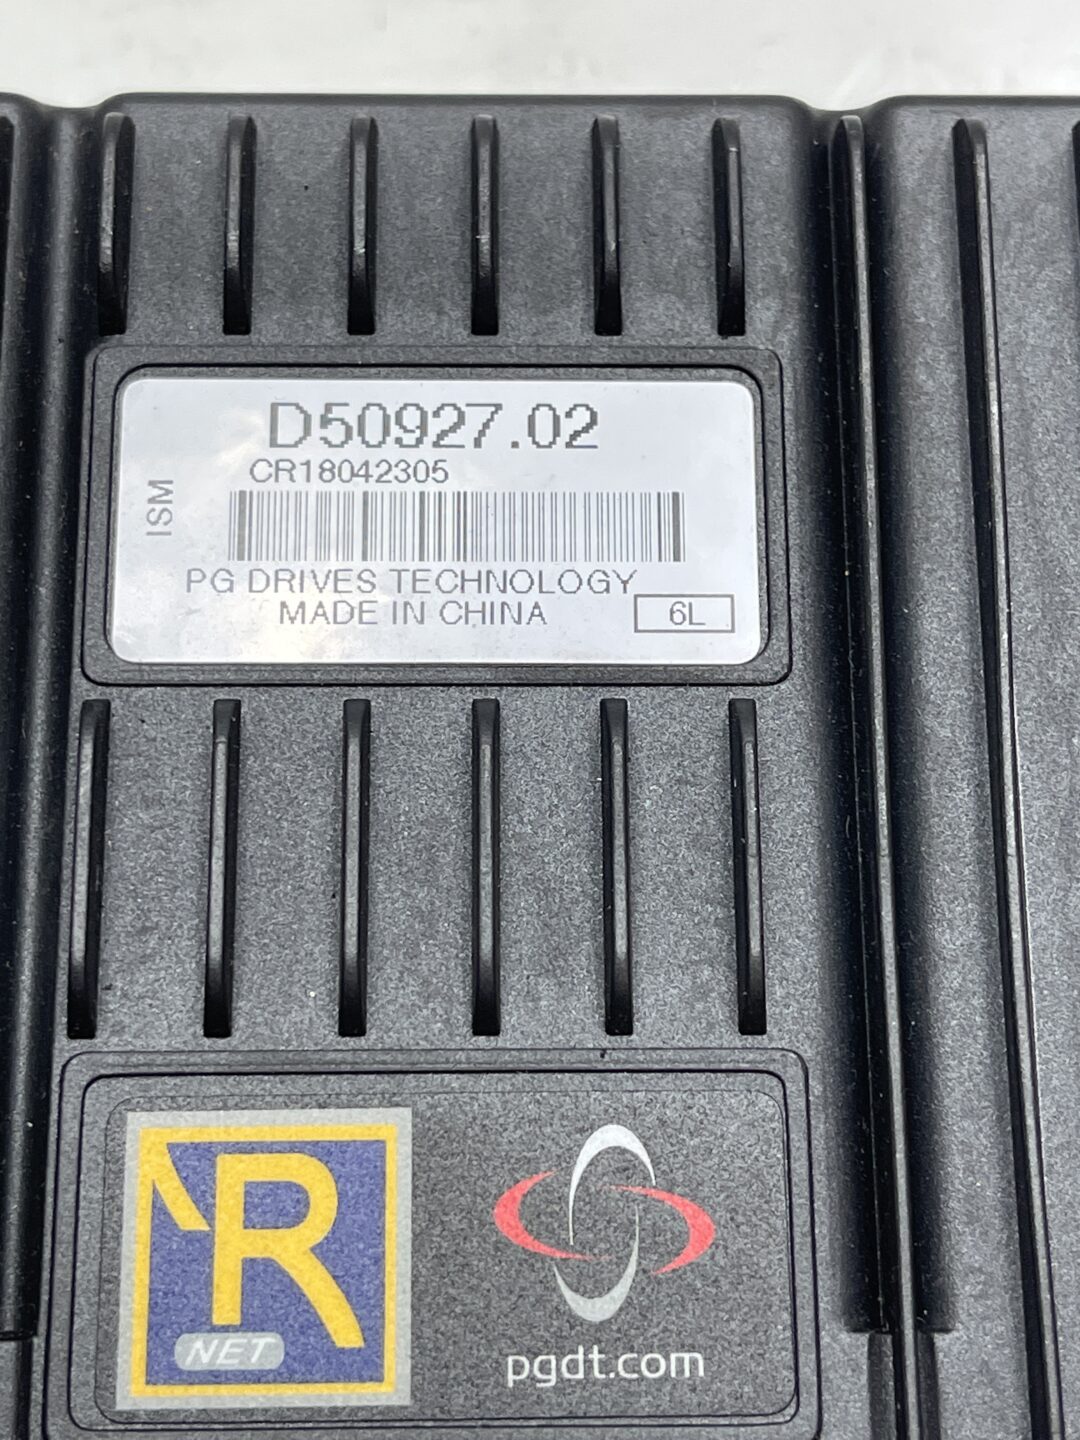 D50927.02
CR18042305
ISM
PG DRIVES TECHNOLOGY
MADE IN CHINA
6L
R
NET
pgdt.com